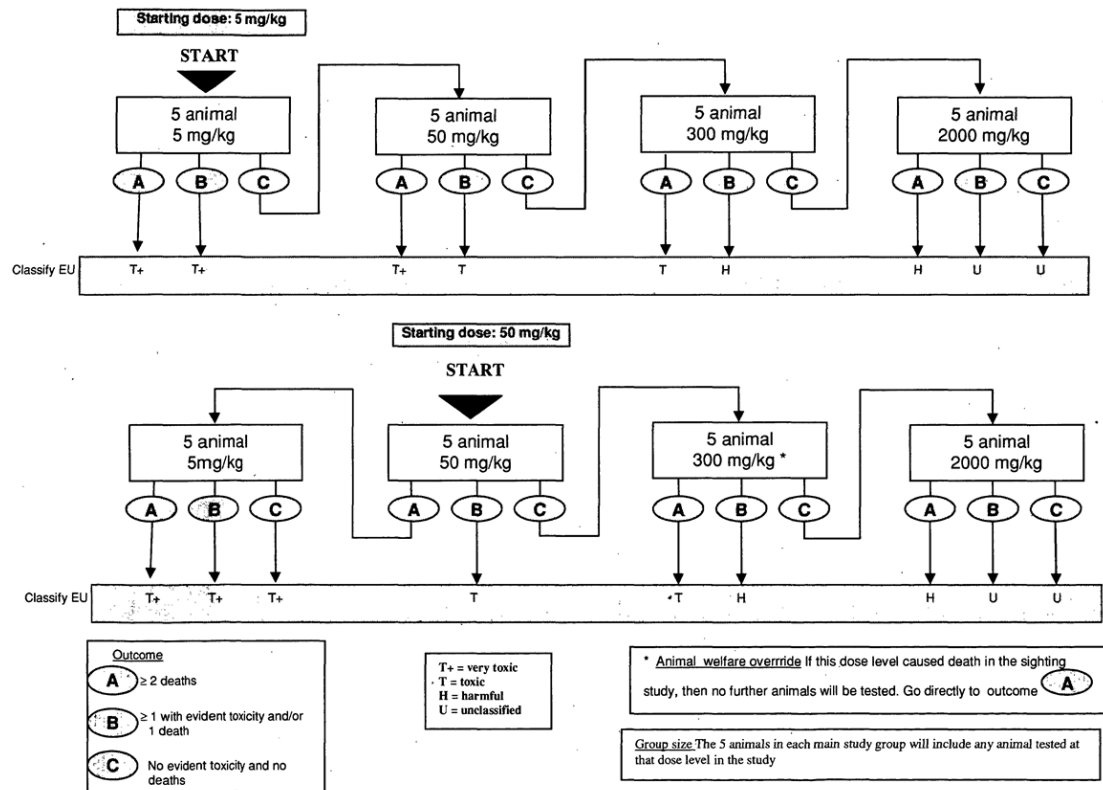 Starting dose: 5 mg/kg
START
5 animal
5 mg/kg
5 animal
50 mg/kg
5 animal
300 mg/kg
5 animal
2000 mg/kg
A B C A B C A B C A B C
Classify EU T+ T+ T+ T T H H U U
Starting dose: 50 mg/kg
START
5 animal
5mg/kg
5 animal
50 mg/kg
5 animal
300 mg/kg *
5 animal
2000 mg/kg
A B C A B C A B C A B C
Classify EU T+ T+ T+ T T H H U U
Outcome
A ≥ 2 deaths
B ≥ 1 with evident toxicity and/or
1 death
C No evident toxicity and no
deaths
T+ = very toxic
T = toxic
H = harmful
U = unclassified
* Animal welfare overrride If this dose level caused death in the sighting
study, then no further animals will be tested. Go directly to outcome A
Group size The 5 animals in each main study group will include any animal tested at
that dose level in the study